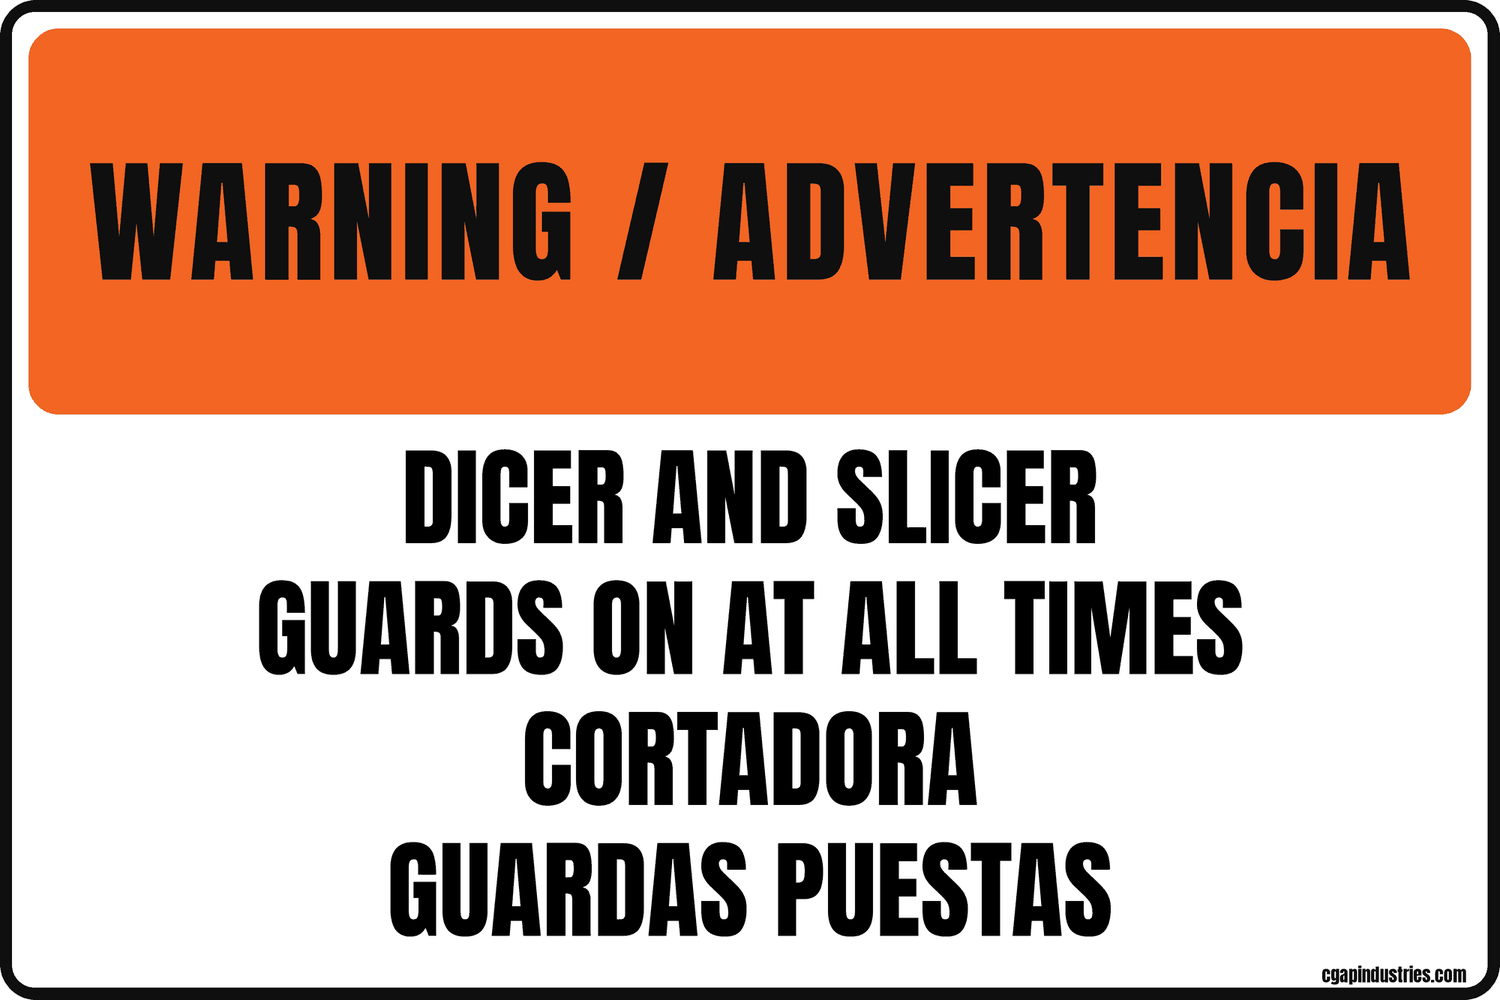 WARNING / ADVERTENCIA
DICER AND SLICER
GUARDS ON AT ALL TIMES
CORTADORA
GUARDAS PUESTAS
cgapindustries.com